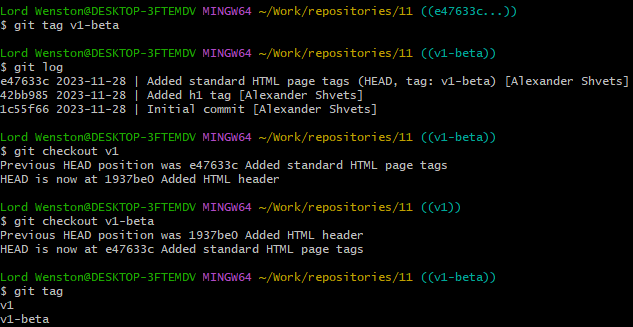 Lord Wenston@DESKTOP-3FTEMDV MINGW64 ~/Work/repositories/11 ((e47633c...))
$ git tag v1-beta
Lord Wenston@DESKTOP-3FTEMDV MINGW64 ~/Work/repositories/11 ((v1-beta))
$ git log
e47633c 2023-11-28 | Added standard HTML page tags (HEAD, tag: v1-beta) [Alexander Shvets]
42bb985 2023-11-28 | Added h1 tag [Alexander Shvets]
1c55f66 2023-11-28 | Initial commit [Alexander Shvets]
Lord Wenston@DESKTOP-3FTEMDV MINGW64 ~/Work/repositories/11 ((v1-beta))
$ git checkout v1
Previous HEAD position was e47633c Added standard HTML page tags
HEAD is now at 1937be0 Added HTML header
Lord Wenston@DESKTOP-3FTEMDV MINGW64 ~/Work/repositories/11 ((v1))
$ git checkout v1-beta
Previous HEAD position was 1937be0 Added HTML header
HEAD is now at e47633c Added standard HTML page tags
Lord Wenston@DESKTOP-3FTEMDV MINGW64 ~/Work/repositories/11 ((v1-beta))
$ git tag
v1
v1-beta